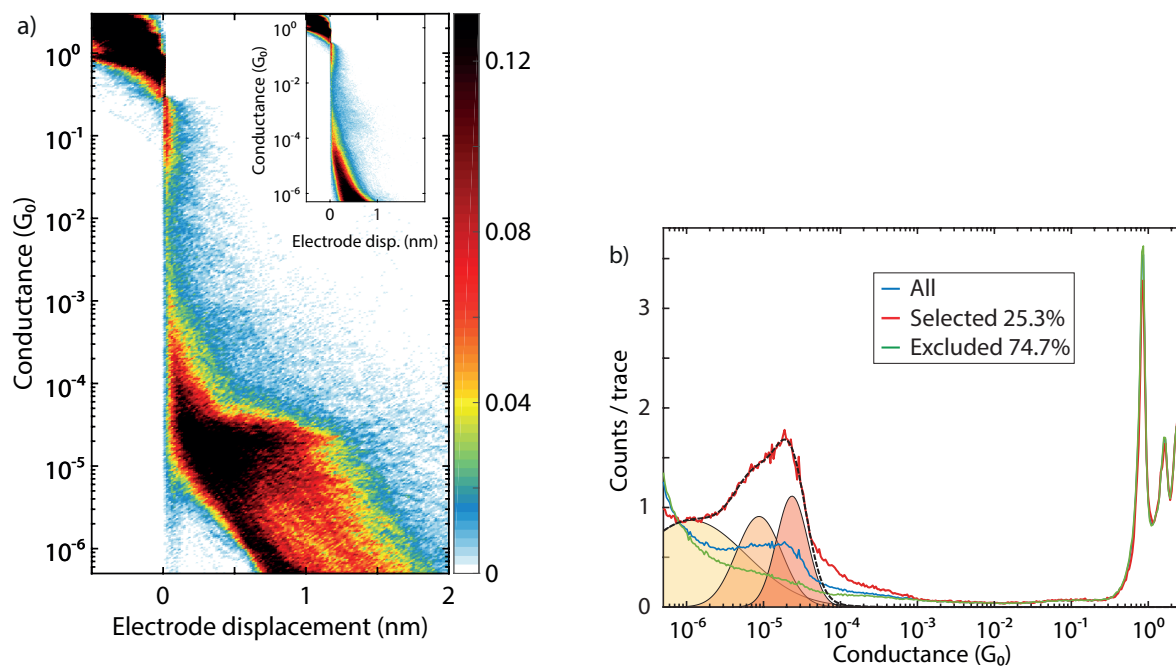 a)
Conductance (G₀)
10⁰
10⁻¹
10⁻²
10⁻³
10⁻⁴
10⁻⁵
10⁻⁶
0
1
2
Electrode displacement (nm)
Conductance (G₀)
10⁰
10⁻²
10⁻⁴
10⁻⁶
0
1
Electrode disp. (nm)
0.12
0.08
0.04
0
b)
Counts / trace
3
2
1
0
All
Selected 25.3%
Excluded 74.7%
10⁻⁶
10⁻⁵
10⁻⁴
10⁻³
10⁻²
10⁻¹
10⁰
Conductance (G₀)